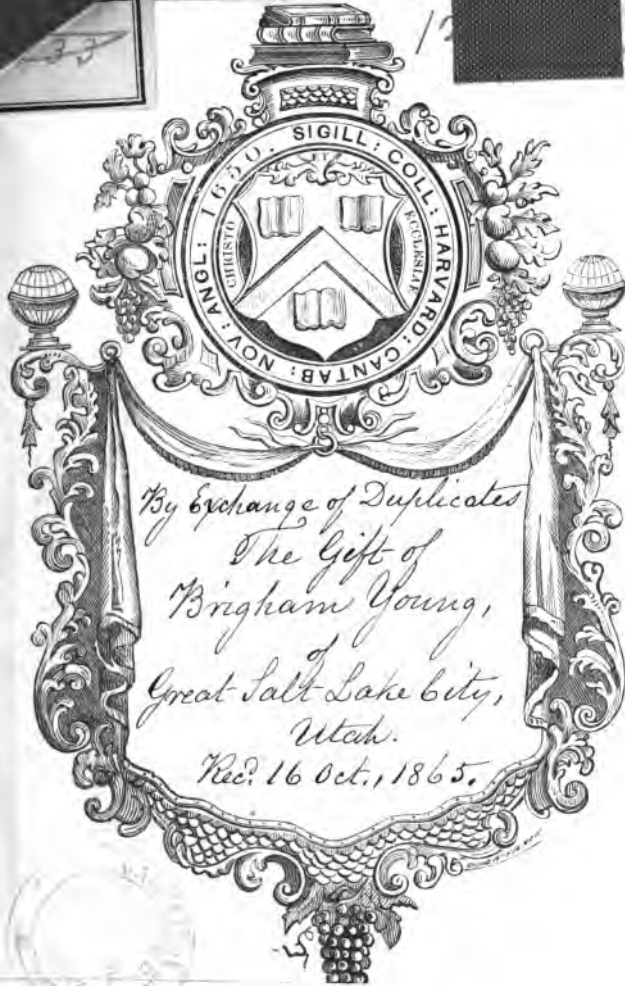 SIGILL: COLL: HARVARD: CANTAB: NOV: ANGL: 1650.
ET
CHRISTO
ECCLESIAE
By Exchange of Duplicates
The Gift of
Brigham Young,
of
Great Salt Lake City,
Utah.
Rec.d 16 Oct., 1865.